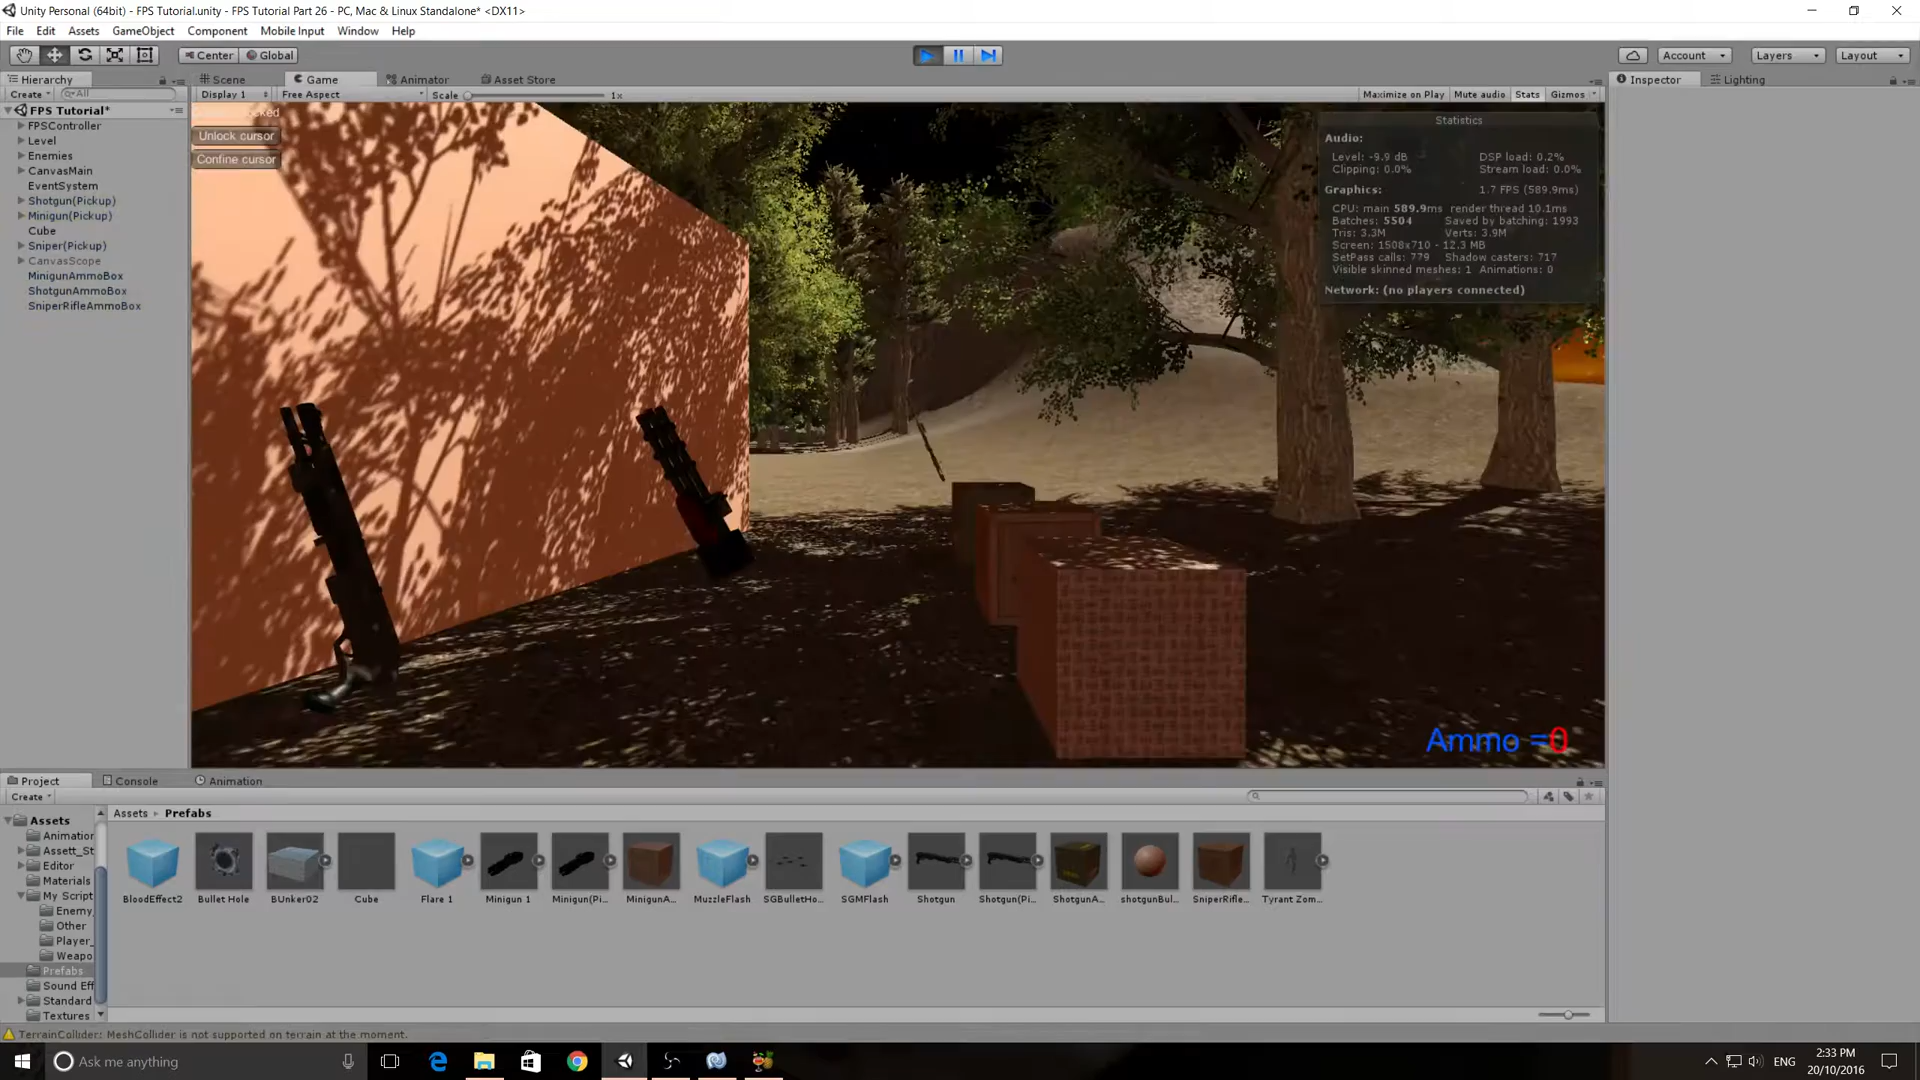 Unity Personal (64bit) - FPS Tutorial.unity - FPS Tutorial Part 26 - PC, Mac & Linux Standalone* <DX11>
File Edit Assets GameObject Component Mobile Input Window Help
Center Global Account Layers Layout
Hierarchy Scene Game Animator Asset Store Inspector Lighting
Create All Display 1 Free Aspect Scale 1x Maximize on Play Mute audio Stats Gizmos
FPS Tutorial*
FPSController
Level
Enemies
CanvasMain
EventSystem
Shotgun(Pickup)
Minigun(Pickup)
Cube
Sniper(Pickup)
CanvasScope
MinigunAmmoBox
ShotgunAmmoBox
SniperRifleAmmoBox
Unlock cursor
Confine cursor
Statistics
Audio:
Level: -9.9 dB DSP load: 0.2%
Clipping: 0.0% Stream load: 0.0%
Graphics: 1.7 FPS (589.9ms)
CPU: main 589.9ms render thread 10.1ms
Batches: 5504 Saved by batching: 1993
Tris: 3.3M Verts: 3.9M
Screen: 1508x710 - 12.3 MB
SetPass calls: 779 Shadow casters: 717
Visible skinned meshes: 1 Animations: 0
Network: (no players connected)
Ammo =0
Project Console Animation
Create
Assets
Animation
Assett_St
Editor
Materials
My Script
Enemy_
Other
Player_
Weapo
Prefabs
Sound Eff
Standard
Textures
Assets Prefabs
BloodEffect2 Bullet Hole BUnker02 Cube Flare 1 Minigun 1 Minigun(Pi... MinigunA... MuzzleFlash SGBulletHo... SGMFlash Shotgun Shotgun(Pi... ShotgunA... shotgunBul... SniperRifle... Tyrant Zom...
TerrainCollider: MeshCollider is not supported on terrain at the moment.
Ask me anything
ENG
2:33 PM
20/10/2016